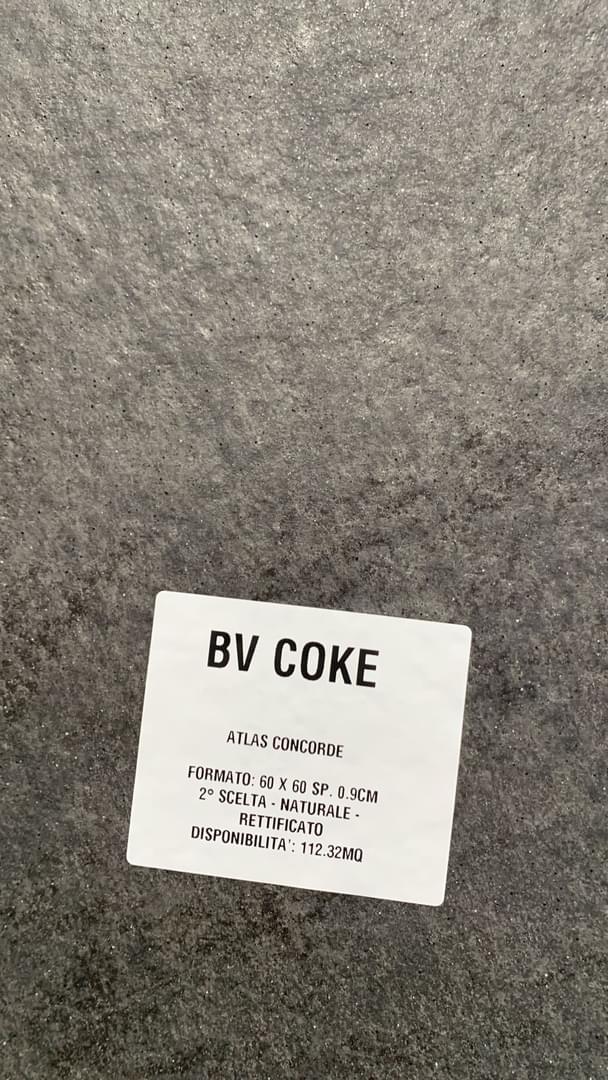 BV COKE
ATLAS CONCORDE
FORMATO: 60 X 60 SP. 0.9CM
2° SCELTA - NATURALE -
RETTIFICATO
DISPONIBILITA': 112.32MQ